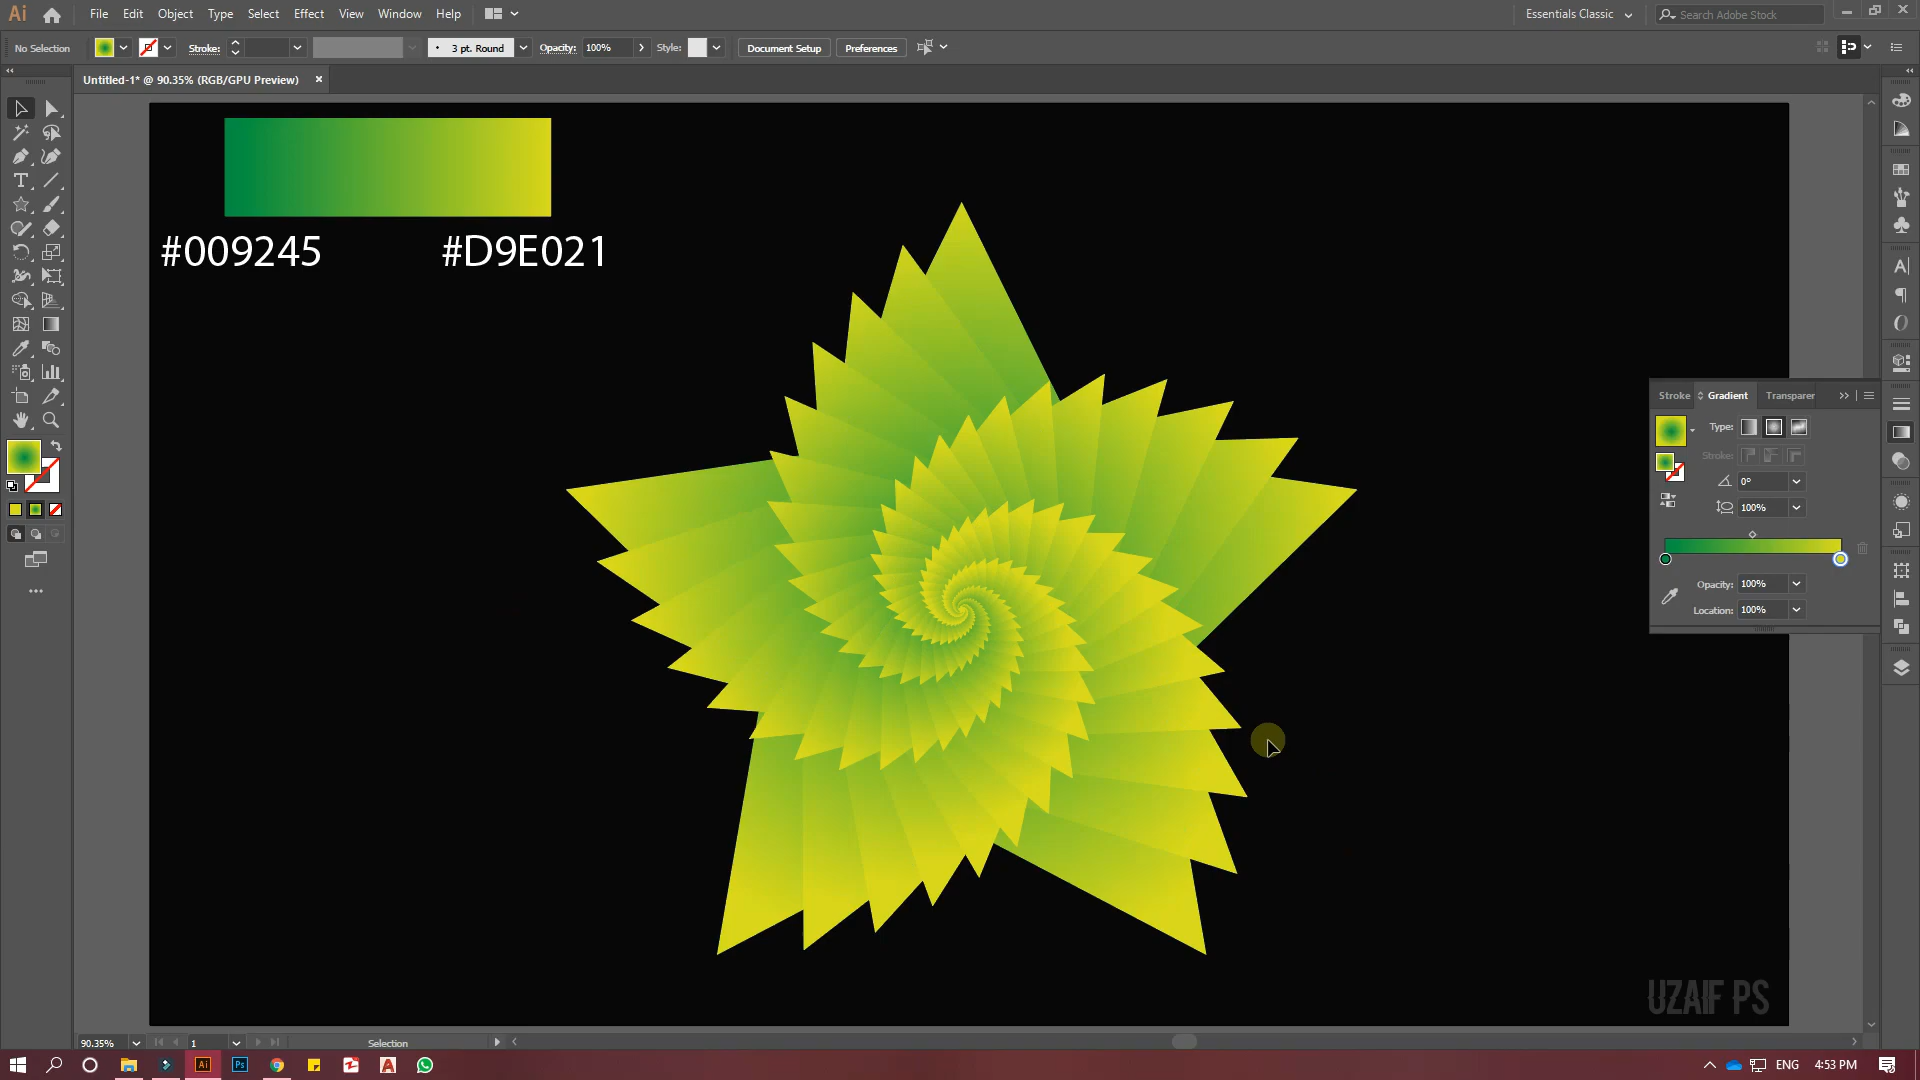 Ai File Edit Object Type Select Effect View Window Help Essentials Classic Search Adobe Stock
No Selection Stroke: 3 pt. Round Opacity: 100% Style: Document Setup Preferences
Untitled-1* @ 90.35% (RGB/GPU Preview)
#009245 #D9E021
Stroke Gradient Transparer
Type:
Stroke:
0°
100%
Opacity: 100%
Location: 100%
UZAIF PS
90.35% 1 Selection
Ai Ps ENG 4:53 PM